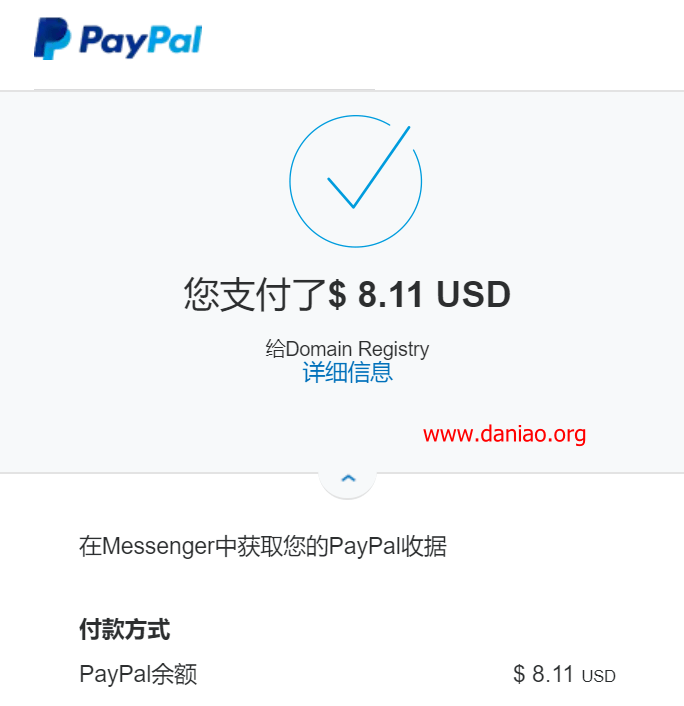 PayPal
您支付了$ 8.11 USD
给Domain Registry
详细信息
www.daniao.org
在Messenger中获取您的PayPal收据
付款方式
PayPal余额 $ 8.11 USD